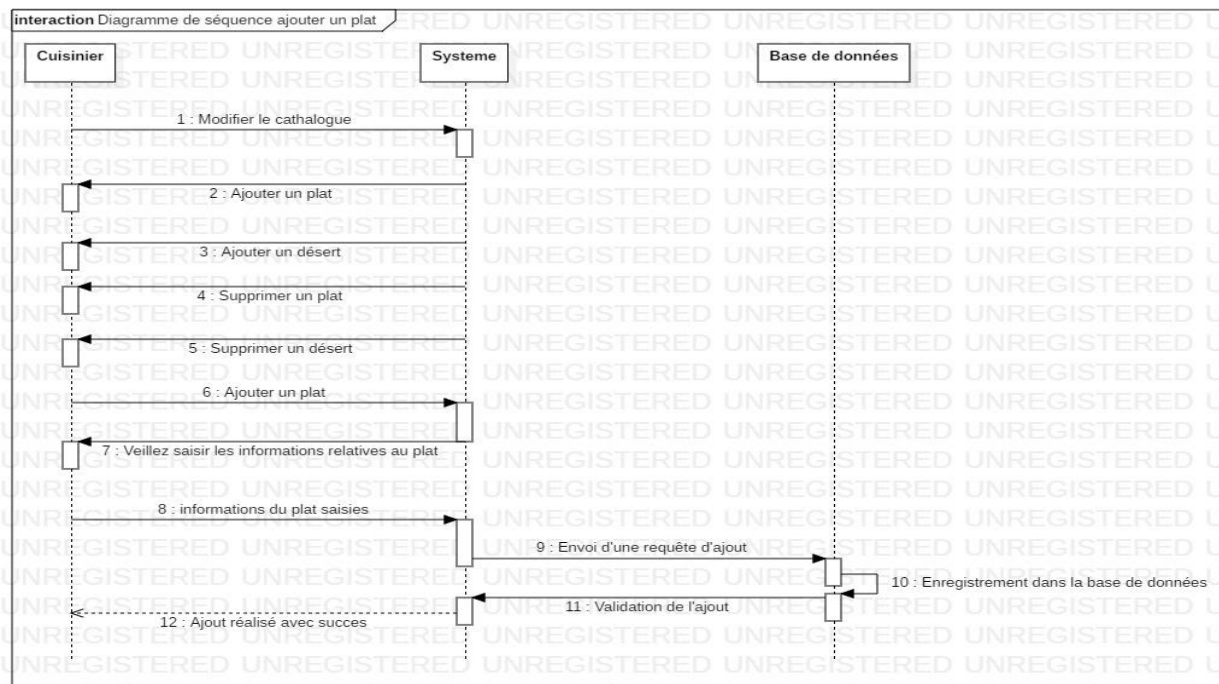 interaction Diagramme de séquence ajouter un plat
Cuisinier
Systeme
Base de données
1 : Modifier le cathalogue
2 : Ajouter un plat
3 : Ajouter un désert
4 : Supprimer un plat
5 : Supprimer un désert
6 : Ajouter un plat
7 : Veillez saisir les informations relatives au plat
8 : informations du plat saisies
9 : Envoi d'une requête d'ajout
10 : Enregistrement dans la base de données
11 : Validation de l'ajout
12 : Ajout réalisé avec succes
UNREGISTERED